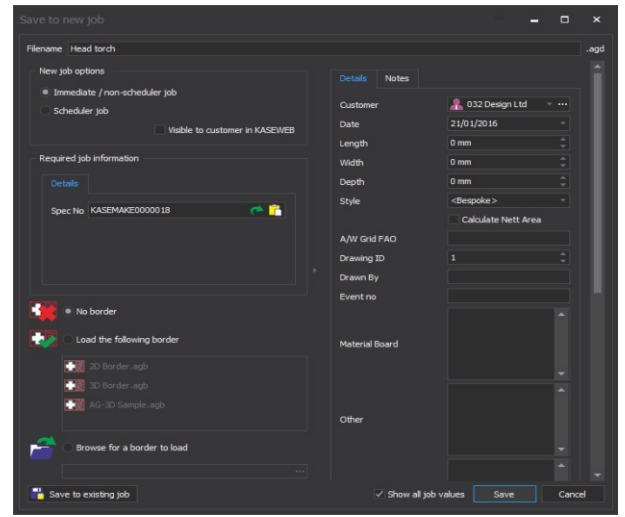 Save to new job
Filename Head torch .agd
New job options
Immediate / non-scheduler job
Scheduler job
Visible to customer in KASEWEB
Required job information
Details
Spec No KASEMAKE0000018
No border
Load the following border
2D Border.agb
3D Border.agb
AG-3D Sample.agb
Browse for a border to load
...
Save to existing job
Details Notes
Customer 032 Design Ltd ...
Date 21/01/2016
Length 0 mm
Width 0 mm
Depth 0 mm
Style <Bespoke>
Calculate Nett Area
A/W Grid FAO
Drawing ID 1
Drawn By
Event no
Material Board
Other
Show all job values Save Cancel